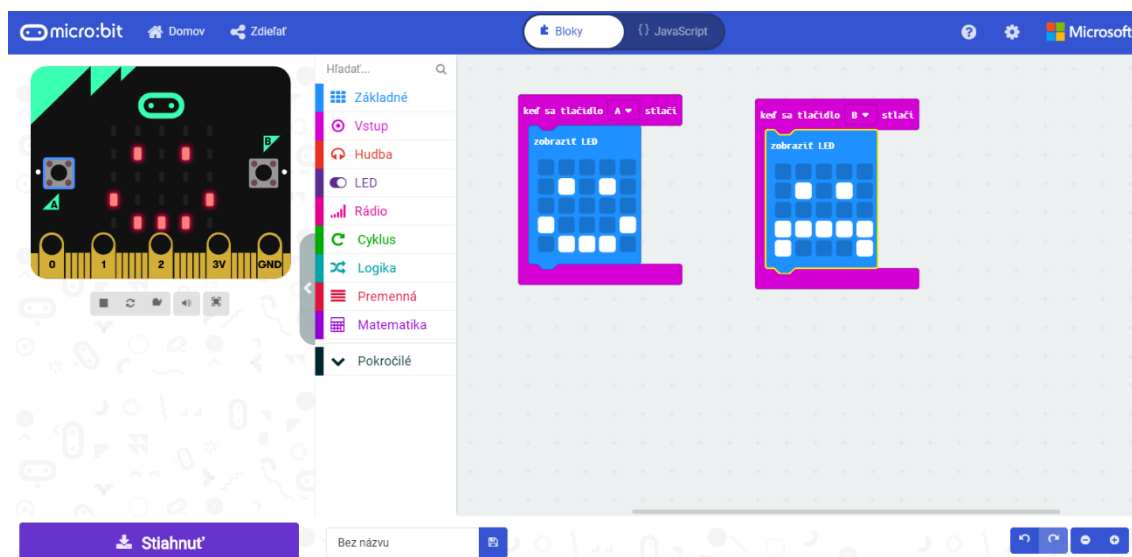 micro:bit Domov Zdieľať Bloky {} JavaScript Microsoft
B
A
0 1 2 3V GND
Hľadať...
Základné
Vstup
Hudba
LED
Rádio
Cyklus
Logika
Premenná
Matematika
Pokročilé
keď sa tlačidlo A stlačí
zobraziť LED
keď sa tlačidlo B stlačí
zobraziť LED
Stiahnuť
Bez názvu